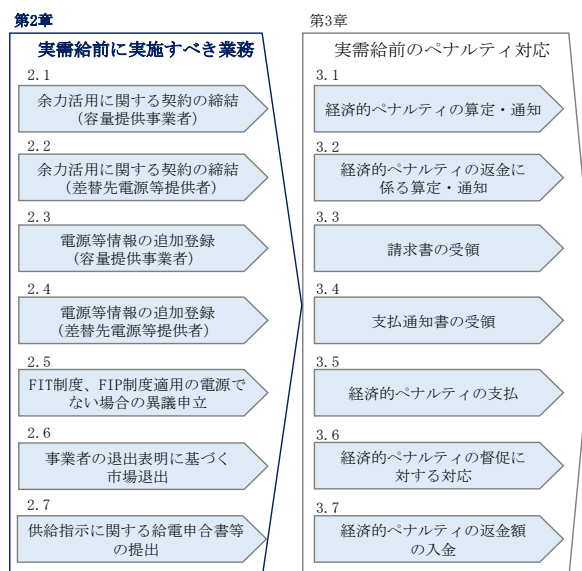 第2章
実需給前に実施すべき業務
2.1
余力活用に関する契約の締結
(容量提供事業者)
2.2
余力活用に関する契約の締結
(差替先電源等提供者)
2.3
電源等情報の追加登録
(容量提供事業者)
2.4
電源等情報の追加登録
(差替先電源等提供者)
2.5
FIT制度、FIP制度適用の電源で
ない場合の異議申立
2.6
事業者の退出表明に基づく
市場退出
2.7
供給指示に関する給電申合書等
の提出
第3章
実需給前のペナルティ対応
3.1
経済的ペナルティの算定・通知
3.2
経済的ペナルティの返金に
係る算定・通知
3.3
請求書の受領
3.4
支払通知書の受領
3.5
経済的ペナルティの支払
3.6
経済的ペナルティの督促に
対する対応
3.7
経済的ペナルティの返金額
の入金